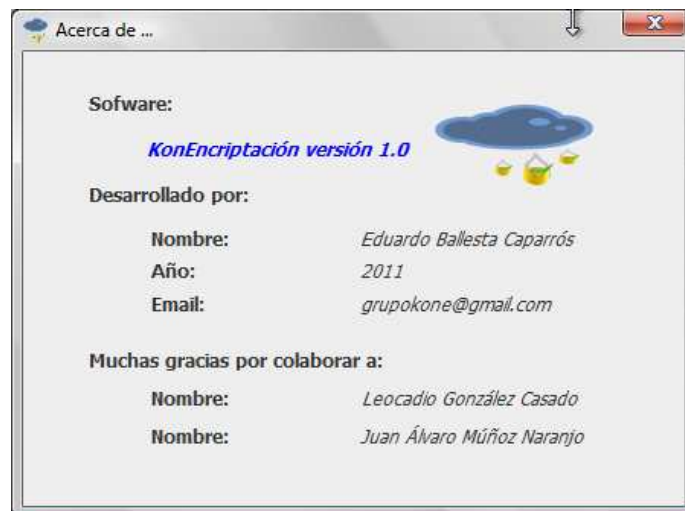 Acerca de ...
Sofware:
KonEncriptación versión 1.0
Desarrollado por:
Nombre: Eduardo Ballesta Caparrós
Año: 2011
Email: grupokone@gmail.com
Muchas gracias por colaborar a:
Nombre: Leocadio González Casado
Nombre: Juan Álvaro Múñoz Naranjo